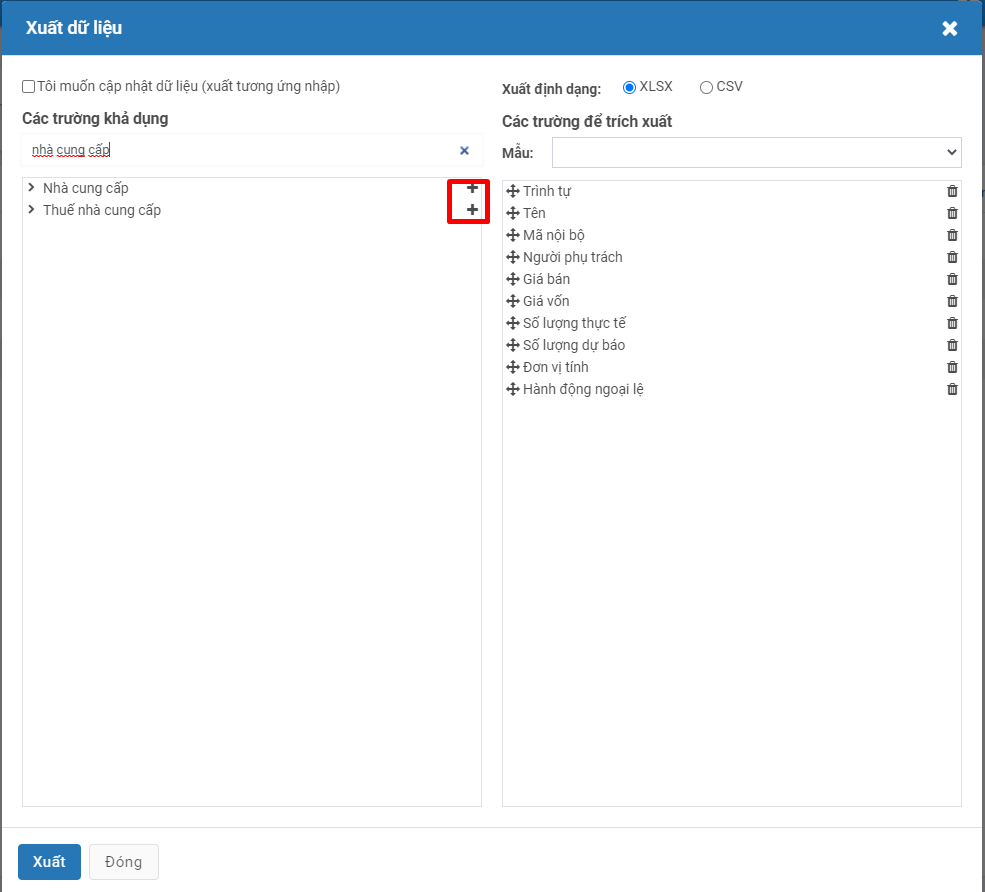 Xuất dữ liệu
Tôi muốn cập nhật dữ liệu (xuất tương ứng nhập)
Các trường khả dụng
nhà cung cấp
Nhà cung cấp
Thuế nhà cung cấp
Xuất định dạng: XLSX CSV
Các trường để trích xuất
Mẫu:
Trình tự
Tên
Mã nội bộ
Người phụ trách
Giá bán
Giá vốn
Số lượng thực tế
Số lượng dự báo
Đơn vị tính
Hành động ngoại lệ
Xuất Đóng